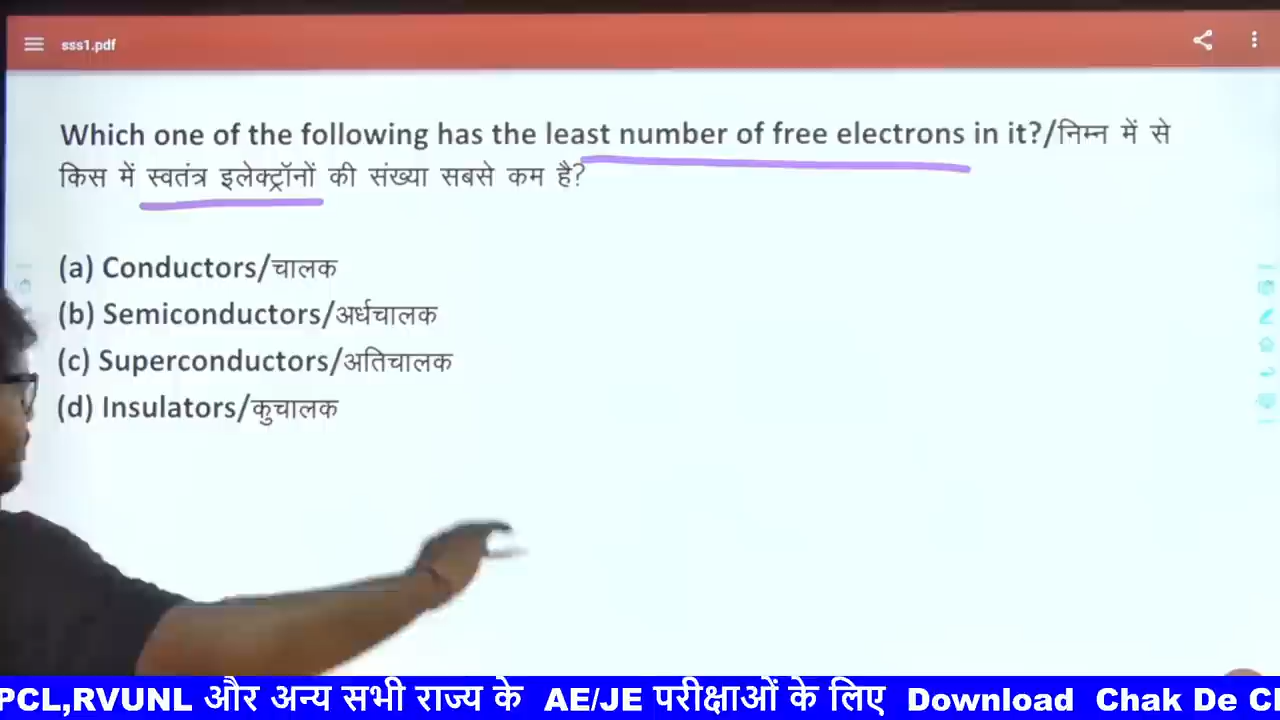 sss1.pdf
Which one of the following has the least number of free electrons in it?/निम्न में से
किस में स्वतंत्र इलेक्ट्रॉनों की संख्या सबसे कम है?
(a) Conductors/चालक
(b) Semiconductors/अर्धचालक
(c) Superconductors/अतिचालक
(d) Insulators/कुचालक
PCL,RVUNL और अन्य सभी राज्य के AE/JE परीक्षाओं के लिए Download Chak De